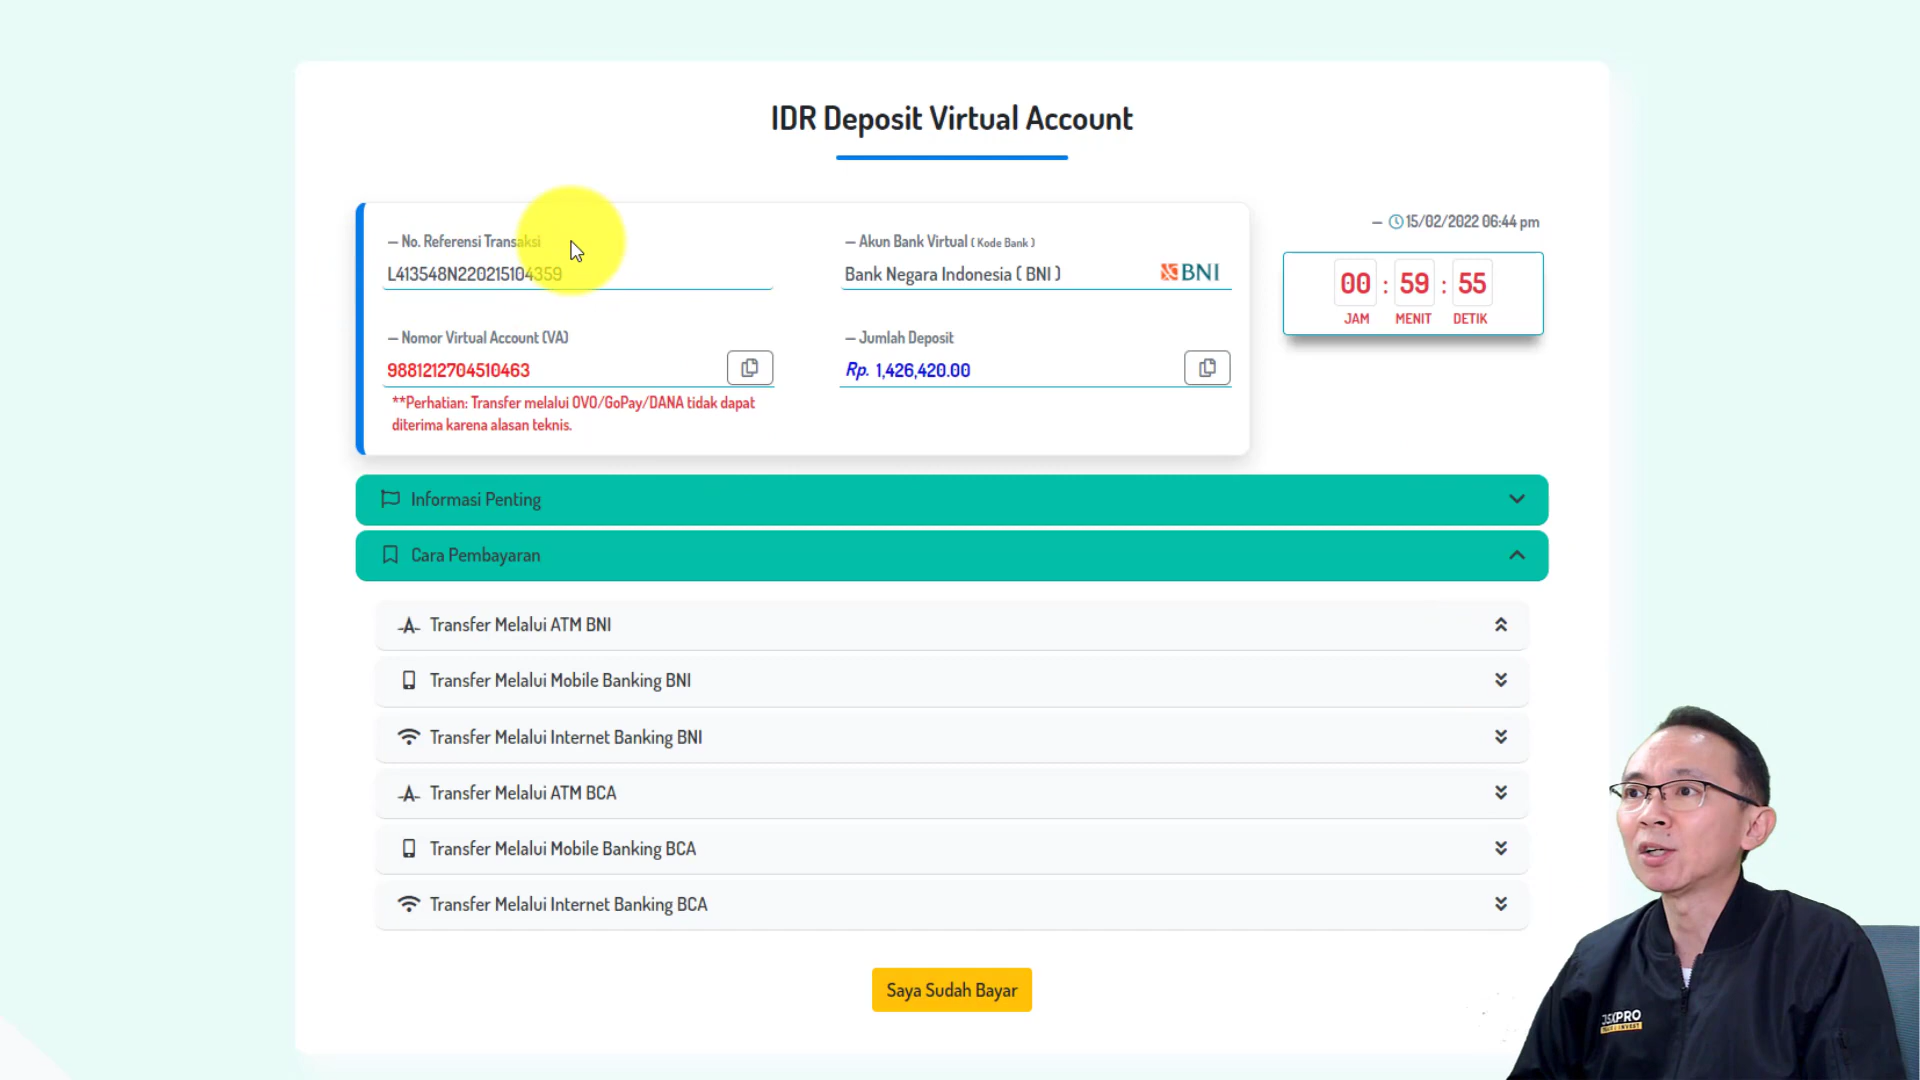 IDR Deposit Virtual Account
– No. Referensi Transaksi
L413548N220215104359
– Akun Bank Virtual ( Kode Bank )
Bank Negara Indonesia ( BNI )
BNI
– 15/02/2022 06:44 pm
00 : 59 : 55
JAM MENIT DETIK
– Nomor Virtual Account (VA)
9881212704510463
– Jumlah Deposit
Rp. 1,426,420.00
**Perhatian: Transfer melalui OVO/GoPay/DANA tidak dapat
diterima karena alasan teknis.
Informasi Penting
Cara Pembayaran
Transfer Melalui ATM BNI
Transfer Melalui Mobile Banking BNI
Transfer Melalui Internet Banking BNI
Transfer Melalui ATM BCA
Transfer Melalui Mobile Banking BCA
Transfer Melalui Internet Banking BCA
Saya Sudah Bayar